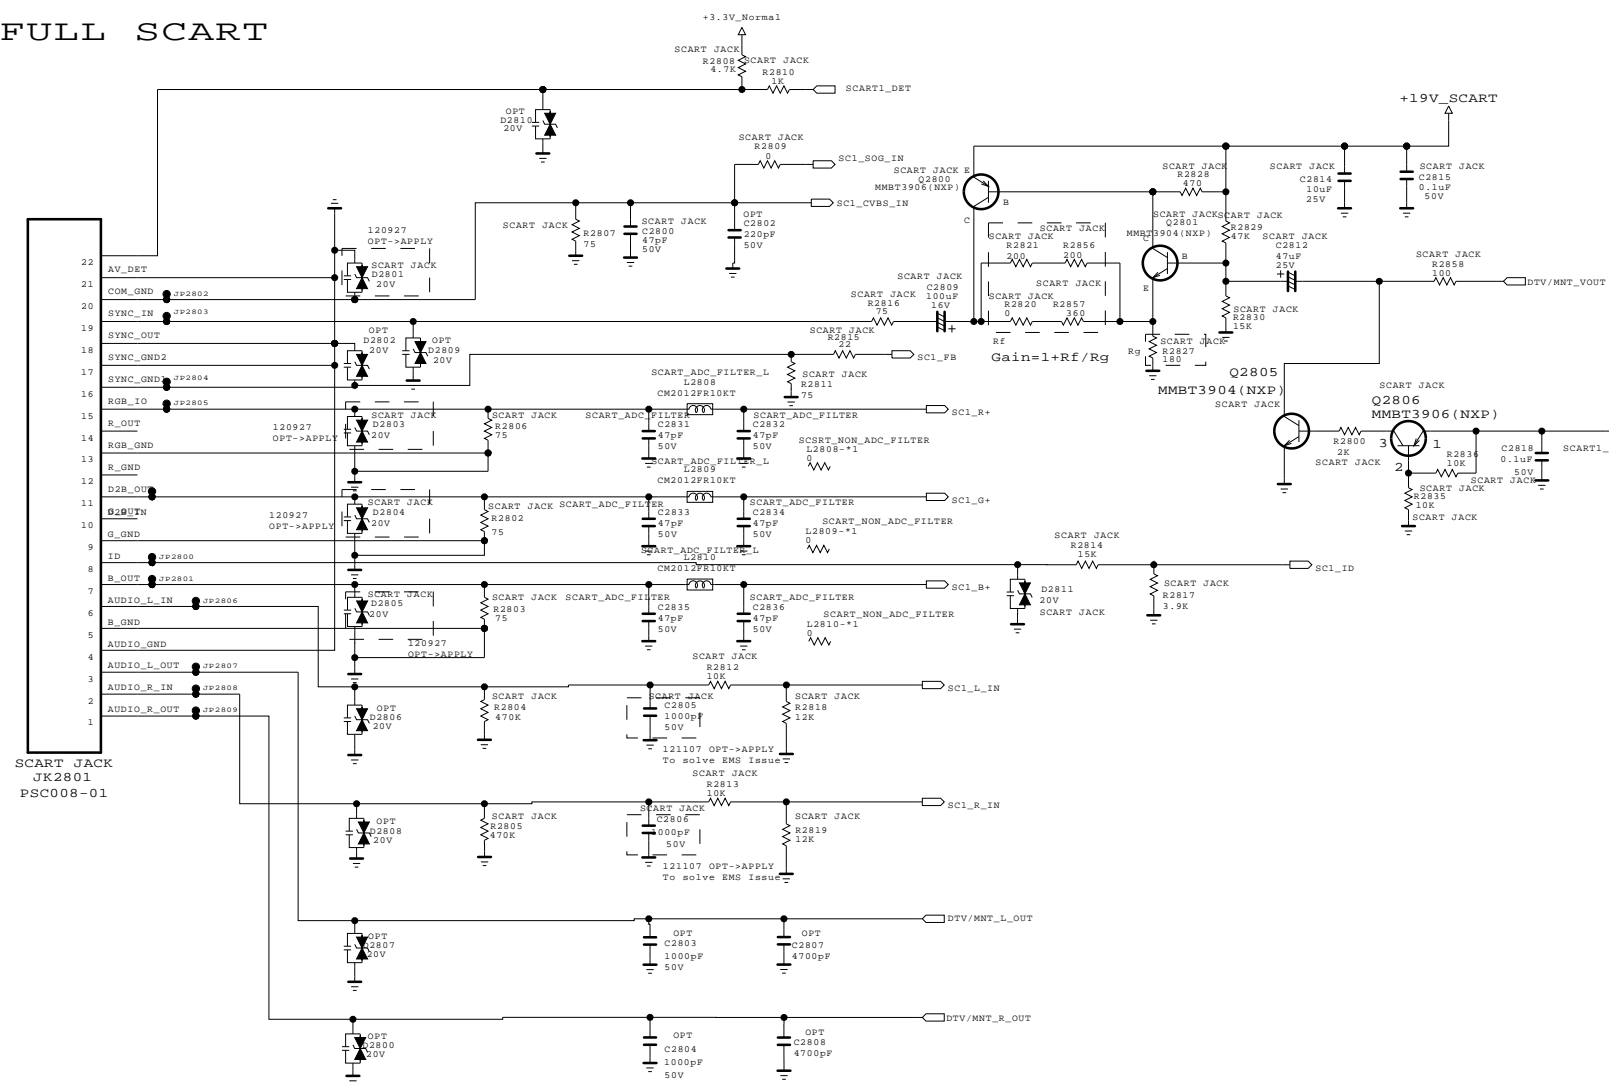 FULL SCART
+3.3V_Normal
SCART JACK
R2808
4.7K
SCART JACK
R2810
1K
SCART1_DET
OPT
D2810
20V
+19V_SCART
SCART JACK
R2809
0
SC1_SOG_IN
SC1_CVBS_IN
SCART JACK
R2807
75
SCART JACK
C2800
47pF
50V
OPT
C2802
220pF
50V
SCART JACK
Q2800
MMBT3906(NXP)
E
B
C
SCART JACK
R2828
470
SCART JACK
C2814
10uF
25V
SCART JACK
C2815
0.1uF
50V
SCART JACK
Q2801
MMBT3904(NXP)
C
B
E
SCART JACK
R2829
47K
SCART JACK
C2812
47uF
25V
+
SCART JACK
R2858
100
DTV/MNT_VOUT
SCART JACK
R2821
200
SCART JACK
R2856
200
SCART JACK
R2820
0
SCART JACK
R2857
360
Rf
Gain=1+Rf/Rg
Rg
SCART JACK
R2827
180
SCART JACK
R2830
15K
SCART JACK
C2809
100uF
16V
+
SCART JACK
R2816
75
SCART JACK
R2815
22
SC1_FB
SCART JACK
R2811
75
Q2805
MMBT3904(NXP)
SCART JACK
SCART JACK
Q2806
MMBT3906(NXP)
3
1
2
R2800
2K
SCART JACK
R2836
10K
SCART JACK
R2835
10K
SCART JACK
C2818
0.1uF
50V
SCART JACK
SCART1_
120927
OPT->APPLY
SCART JACK
D2801
20V
OPT
D2802
20V
OPT
D2809
20V
22
AV_DET
21
COM_GND
JP2802
20
SYNC_IN
JP2803
19
SYNC_OUT
18
SYNC_GND2
17
SYNC_GND1
JP2804
16
RGB_IO
JP2805
15
R_OUT
14
RGB_GND
13
R_GND
12
D2B_OUT
11
G_OUT
D2B_IN
10
G_GND
9
ID
JP2800
8
B_OUT
JP2801
7
AUDIO_L_IN
JP2806
6
B_GND
5
AUDIO_GND
4
AUDIO_L_OUT
JP2807
3
AUDIO_R_IN
JP2808
2
AUDIO_R_OUT
JP2809
1
SCART JACK
JK2801
PSC008-01
120927
OPT->APPLY
SCART JACK
D2803
20V
SCART JACK
R2806
75
SCART_ADC_FILTER_L
L2808
CM2012FR10KT
SCART_ADC_FILTER
C2831
47pF
50V
SCART_ADC_FILTER
C2832
47pF
50V
SC1_R+
SCSRT_NON_ADC_FILTER
L2808-*1
0
120927
OPT->APPLY
SCART JACK
D2804
20V
SCART JACK
R2802
75
SCART_ADC_FILTER_L
L2809
CM2012FR10KT
SCART_ADC_FILTER
C2833
47pF
50V
SCART_ADC_FILTER
C2834
47pF
50V
SC1_G+
SCART_NON_ADC_FILTER
L2809-*1
0
SCART JACK
D2805
20V
120927
OPT->APPLY
SCART JACK
R2803
75
SCART_ADC_FILTER_L
L2810
CM2012FR10KT
SCART_ADC_FILTER
C2835
47pF
50V
SCART_ADC_FILTER
C2836
47pF
50V
SC1_B+
SCART_NON_ADC_FILTER
L2810-*1
0
SCART JACK
R2814
15K
SC1_ID
D2811
20V
SCART JACK
SCART JACK
R2817
3.9K
OPT
D2806
20V
SCART JACK
R2804
470K
SCART JACK
C2805
1000pF
50V
SCART JACK
R2812
10K
SCART JACK
R2818
12K
SC1_L_IN
121107 OPT->APPLY
To solve EMS Issue
OPT
D2808
20V
SCART JACK
R2805
470K
SCART JACK
C2806
1000pF
50V
SCART JACK
R2813
10K
SCART JACK
R2819
12K
SC1_R_IN
121107 OPT->APPLY
To solve EMS Issue
OPT
D2807
20V
OPT
C2803
1000pF
50V
OPT
C2807
4700pF
DTV/MNT_L_OUT
OPT
D2800
20V
OPT
C2804
1000pF
50V
OPT
C2808
4700pF
DTV/MNT_R_OUT